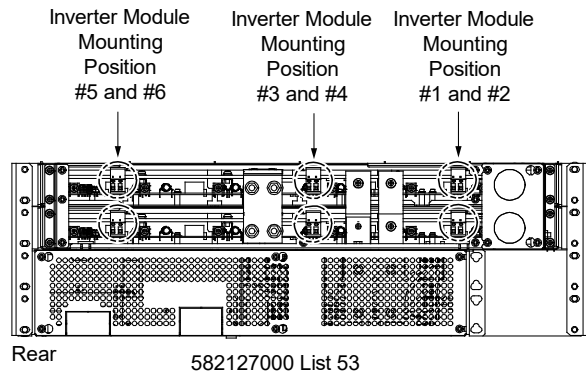 Inverter Module
Mounting
Position
#5 and #6
Inverter Module
Mounting
Position
#3 and #4
Inverter Module
Mounting
Position
#1 and #2
Rear
582127000 List 53